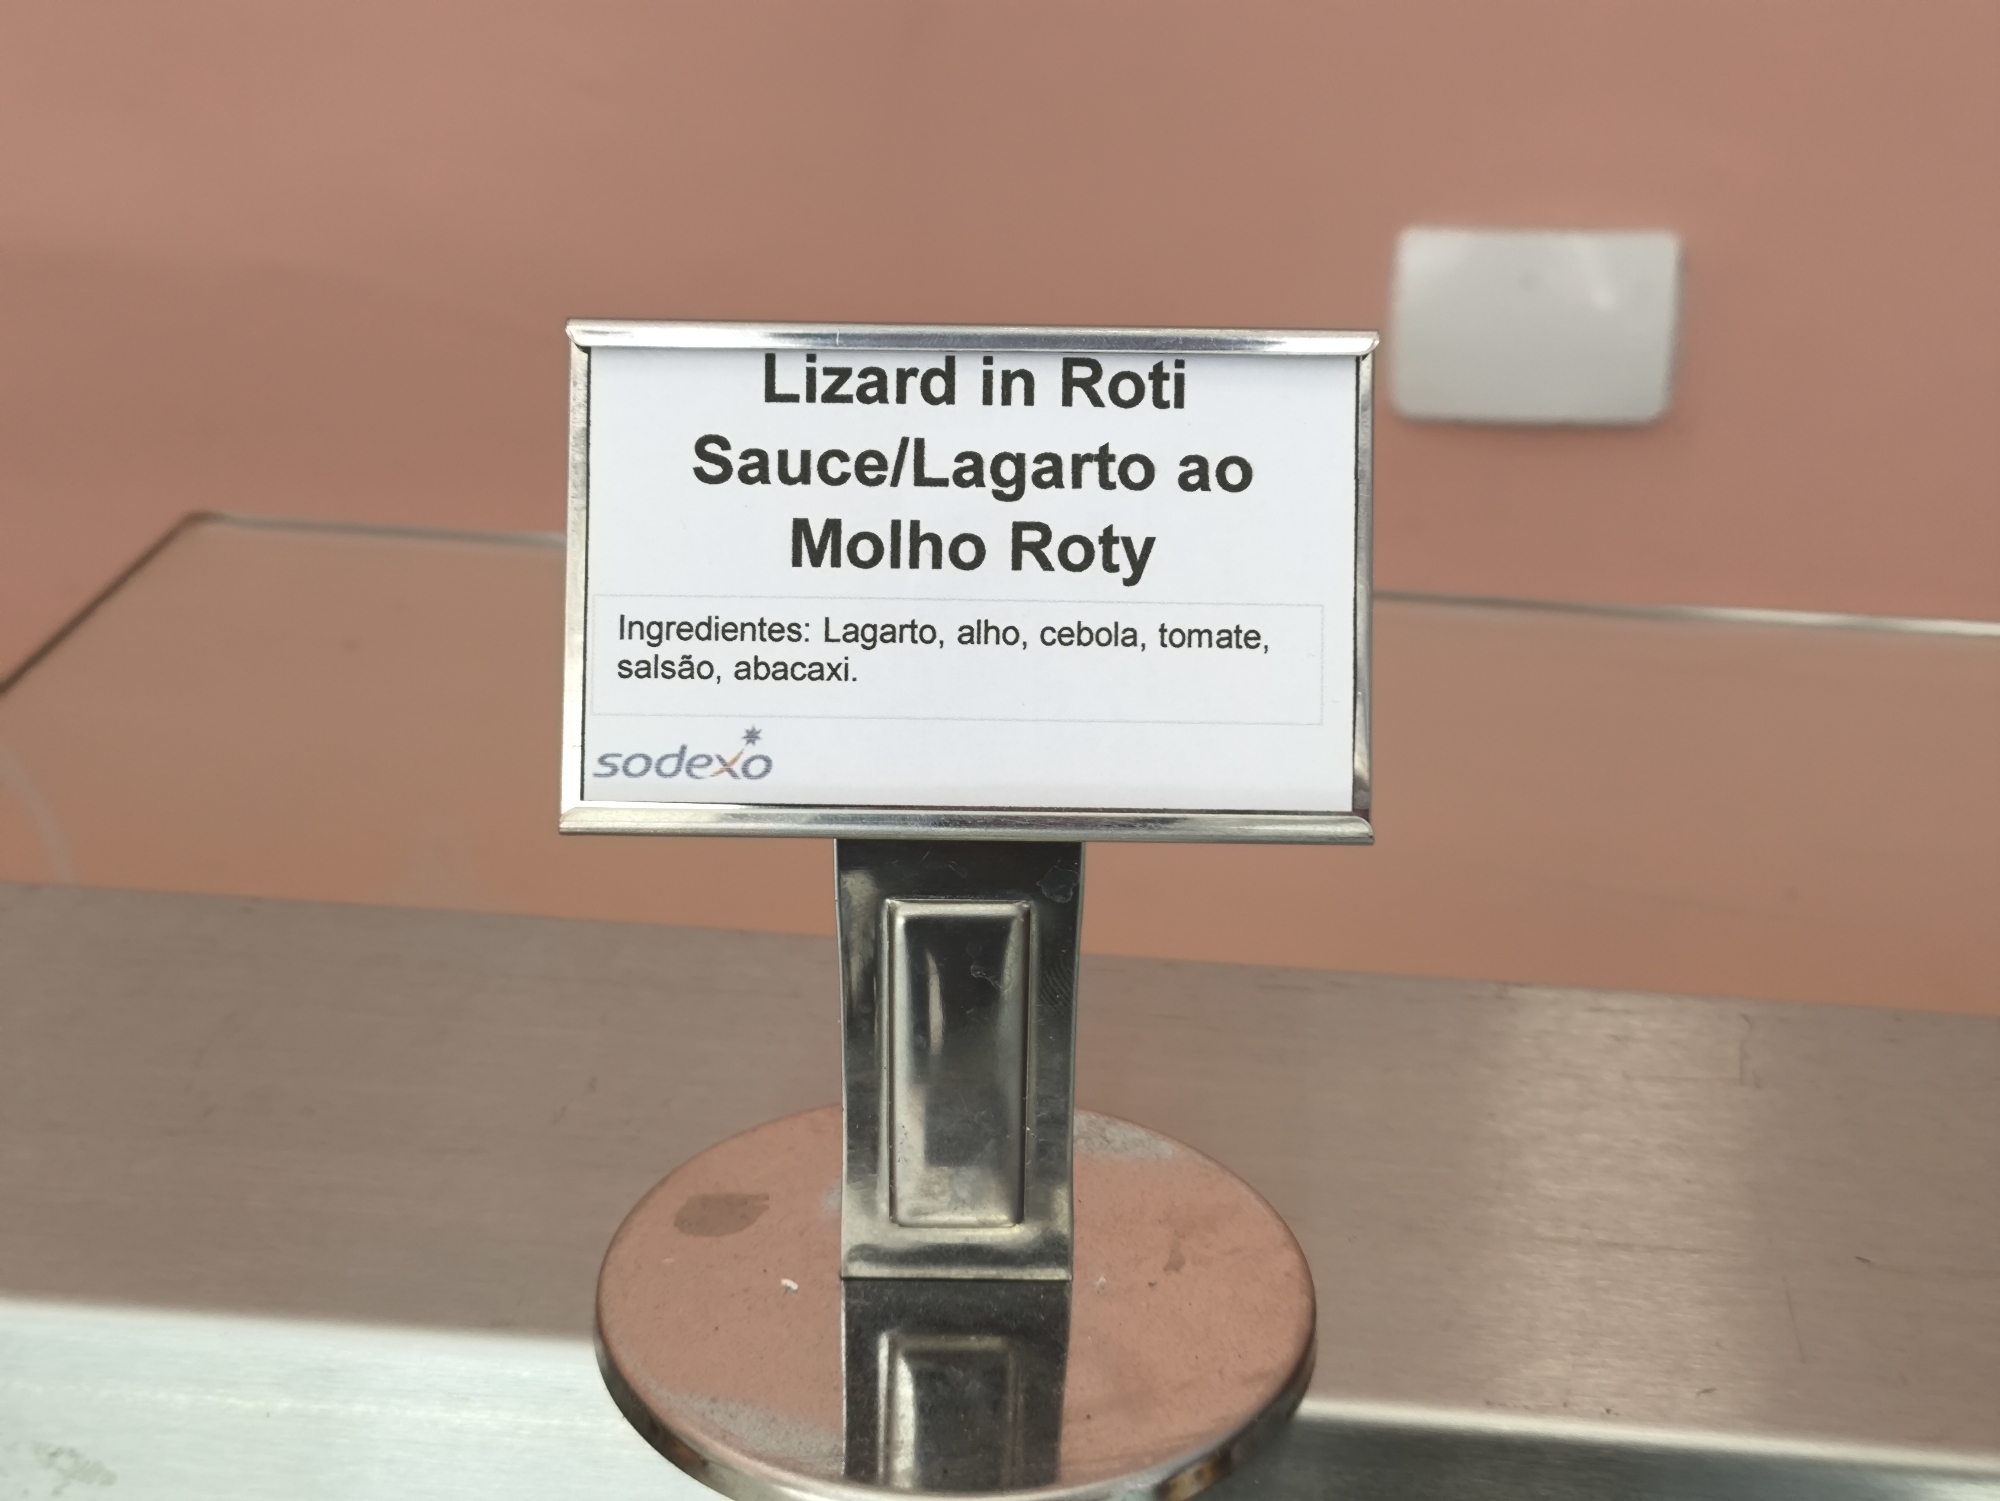 Lizard in Roti
Sauce/Lagarto ao
Molho Roty
Ingredientes: Lagarto, alho, cebola, tomate,
salsão, abacaxi.
sodexo